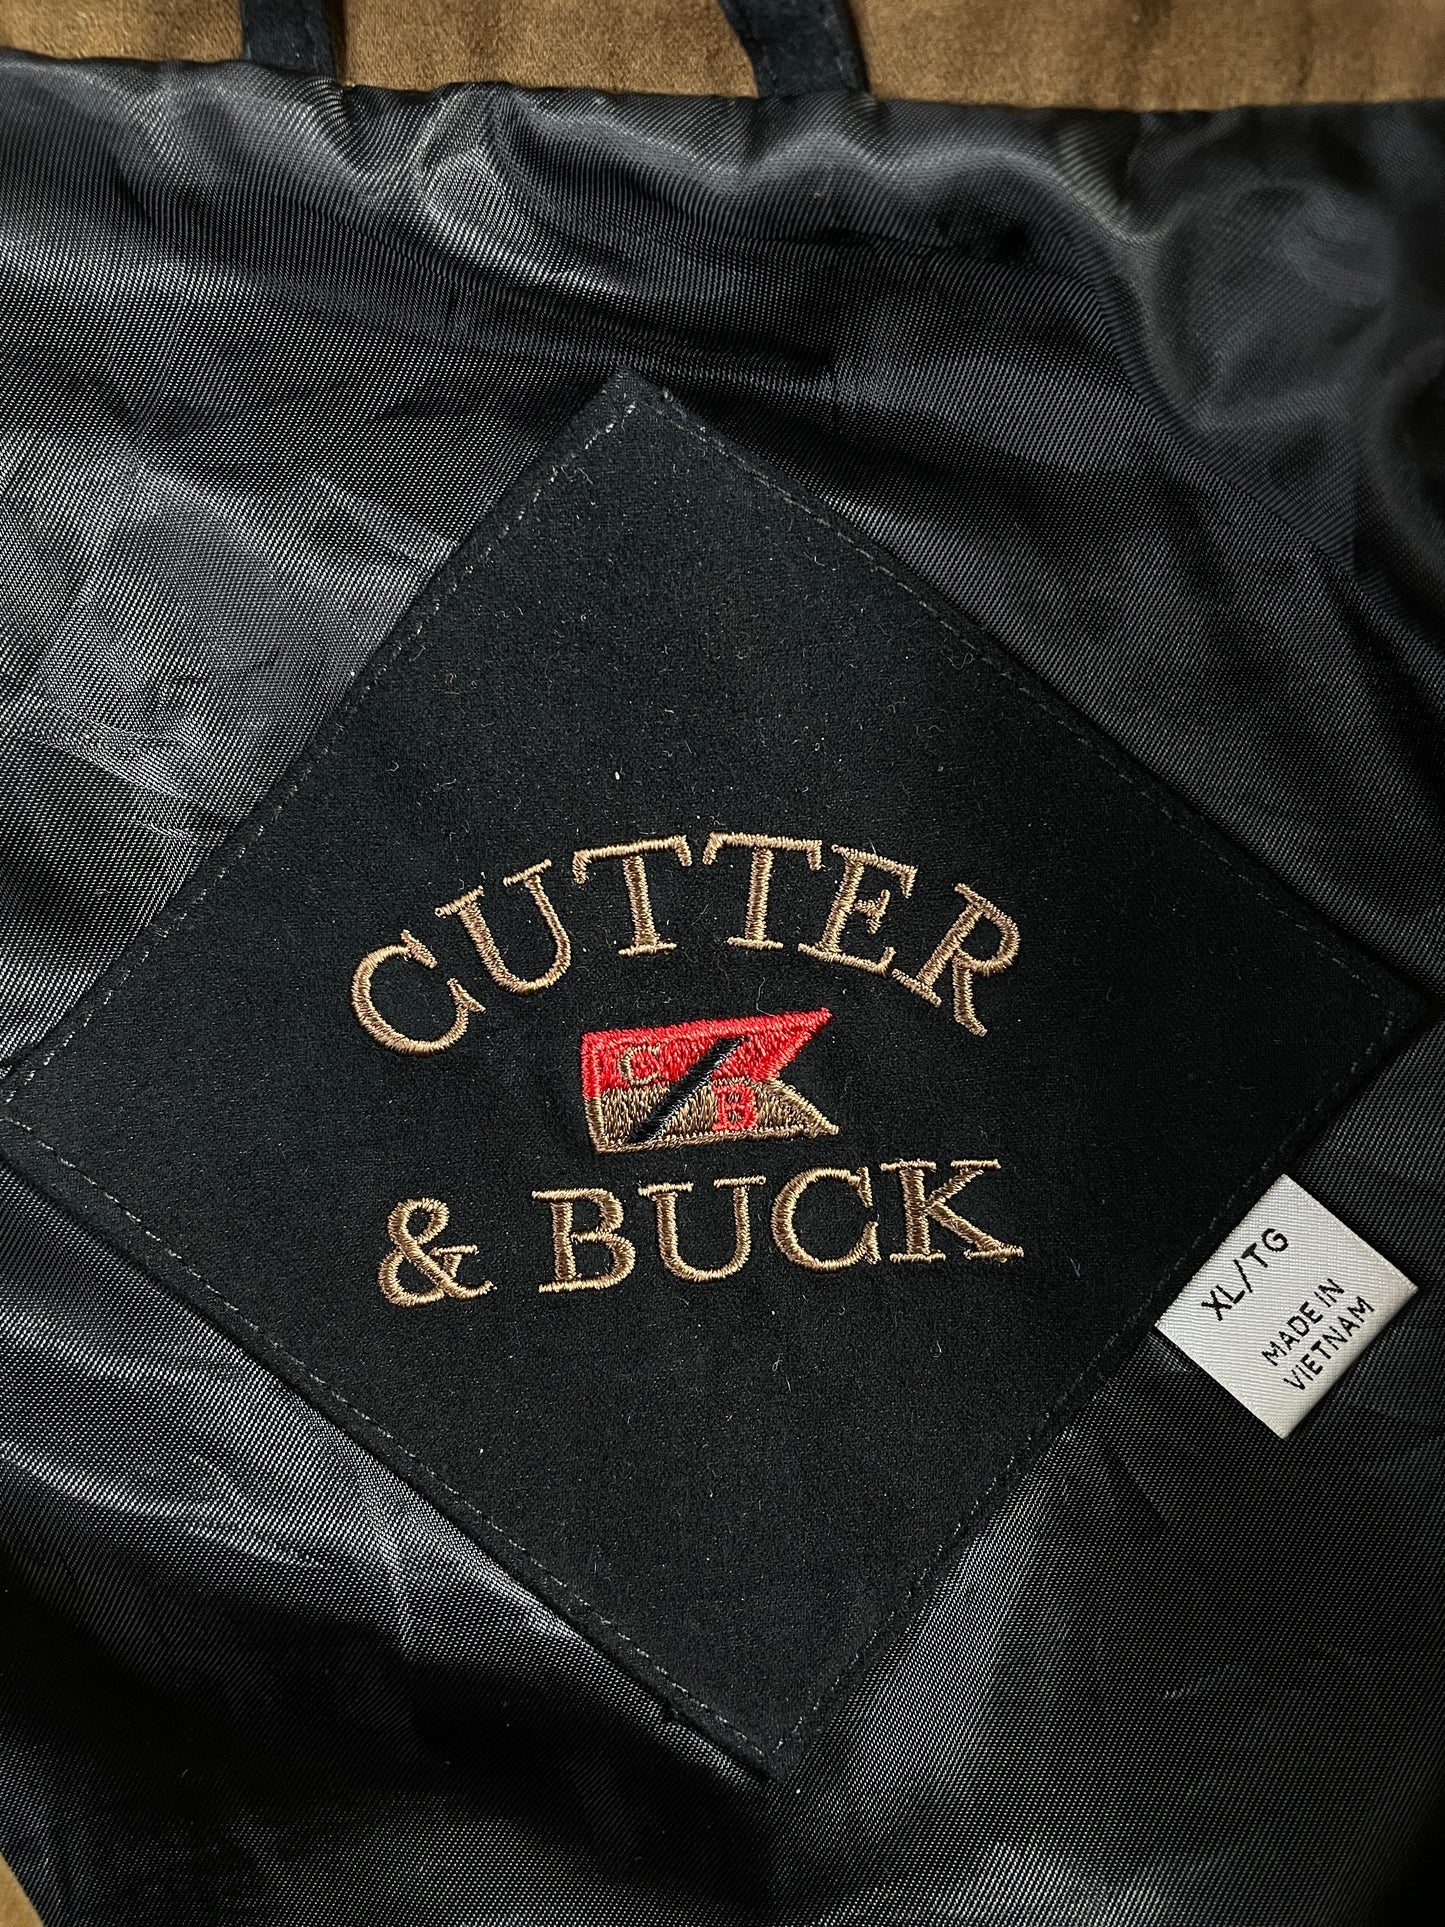 CUTTER
C
B
& BUCK
XL/TG
MADE IN
VIETNAM